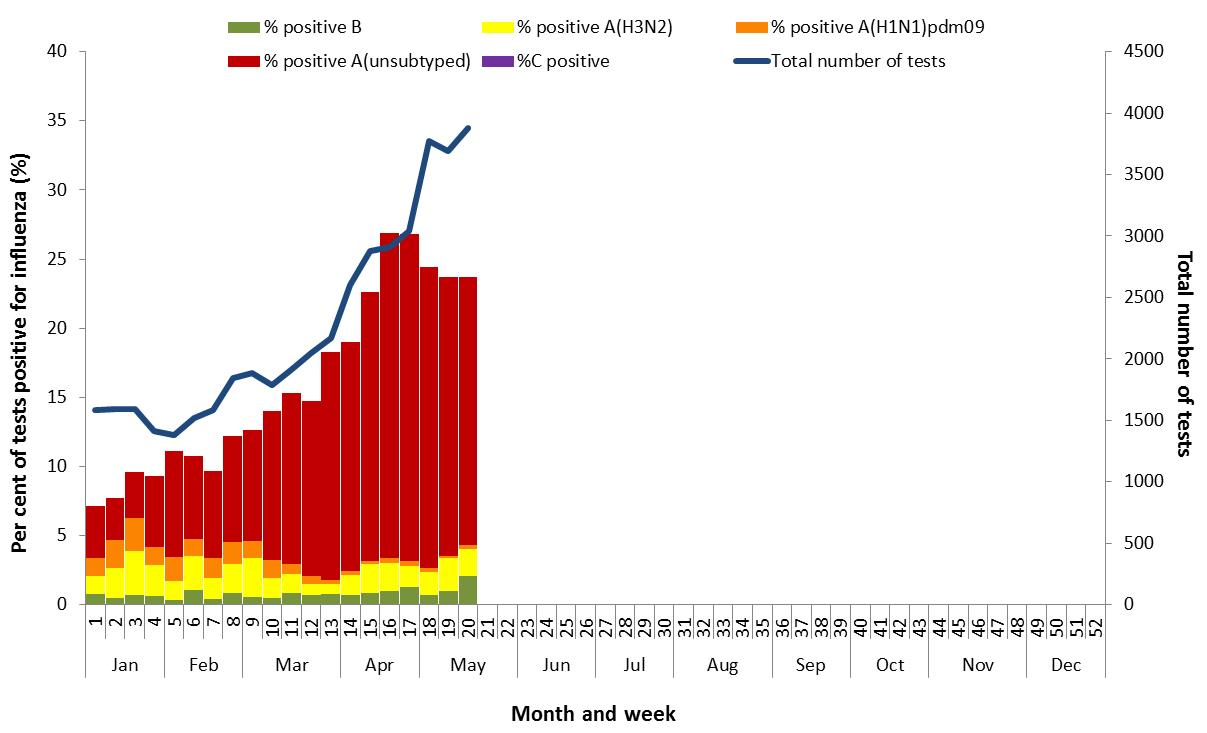 % positive B % positive A(H3N2) % positive A(H1N1)pdm09
% positive A(unsubtyped) %C positive Total number of tests
Per cent of tests positive for influenza (%)
40
35
30
25
20
15
10
5
0
4500
4000
3500
3000
2500
2000
1500
1000
500
0
Total number of tests
1 2 3 4 5 6 7 8 9 10 11 12 13 14 15 16 17 18 19 20 21 22 23 24 25 26 27 28 29 30 31 32 33 34 35 36 37 38 39 40 41 42 43 44 45 46 47 48 49 50 51 52
Jan Feb Mar Apr May Jun Jul Aug Sep Oct Nov Dec
Month and week